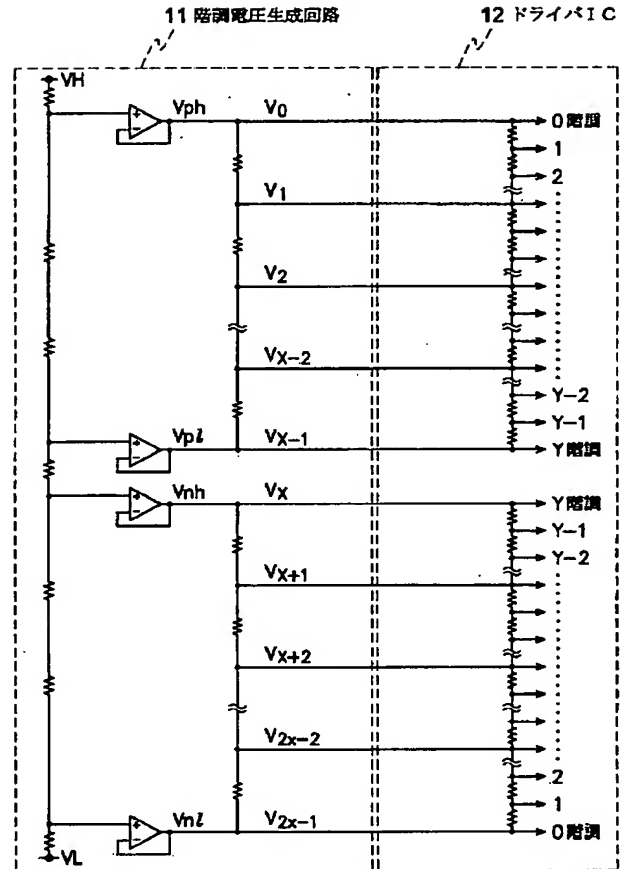 11 階調電圧生成回路
12 ドライバIC
VH
Vph
V0
0階調
1
2
V1
V2
VX-2
Y-2
Y-1
Vpl
VX-1
Y階調
Vnh
VX
Y階調
Y-1
Y-2
VX+1
VX+2
V2x-2
2
1
Vnl
V2x-1
0階調
VL